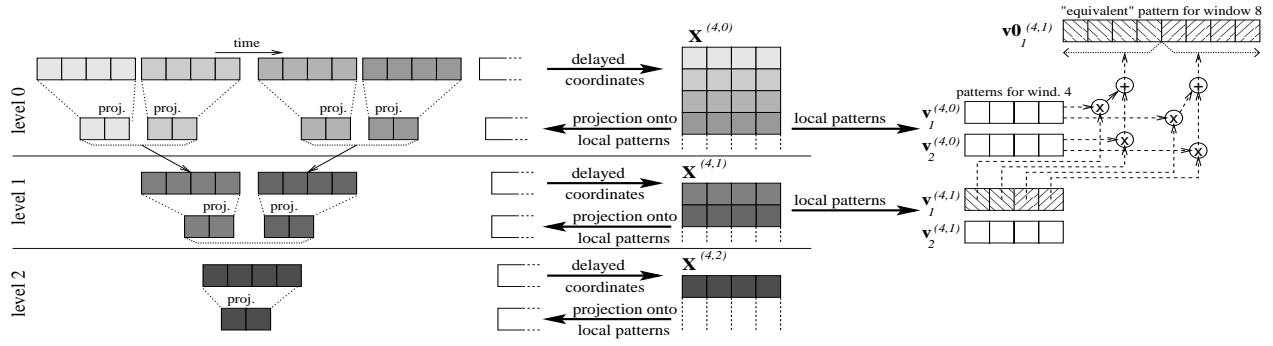 "equivalent" pattern for window 8
v0 1 (4,1)
X (4,0)
time
delayed
coordinates
patterns for wind. 4
level 0
proj. proj. proj. proj.
v 1 (4,0)
x + x +
projection onto
local patterns
local patterns
v 2 (4,0)
x x
level 1
X (4,1)
delayed
coordinates
proj. proj.
local patterns
v 1 (4,1)
projection onto
local patterns
v 2 (4,1)
level 2
X (4,2)
delayed
coordinates
proj.
projection onto
local patterns